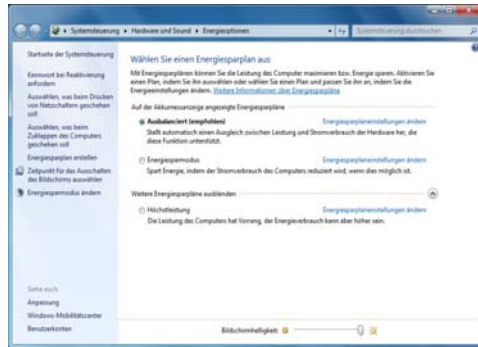 Systemsteuerung ▸ Hardware und Sound ▸ Energieoptionen
Systemsteuerung durchsuchen
Startseite der Systemsteuerung
Kennwort bei Reaktivierung
anfordern
Auswählen, was beim Drücken
von Netzschaltern geschehen
soll
Auswählen, was beim
Zuklappen des Computers
geschehen soll
Energiesparplan erstellen
Zeitpunkt für das Ausschalten
des Bildschirms auswählen
Energiesparmodus ändern
Siehe auch
Anpassung
Windows-Mobilitätscenter
Benutzerkonten
Wählen Sie einen Energiesparplan aus
Mit Energiesparplänen können Sie die Leistung des Computer maximieren bzw. Energie sparen. Aktivieren Sie
einen Plan, indem Sie ihn auswählen oder wählen Sie einen Plan und passen Sie ihn an, indem Sie die
Energieeinstellungen ändern. Weitere Informationen über Energiesparpläne
Auf der Akkumessanzeige angezeigte Energiesparpläne
Ausbalanciert (empfohlen) Energiesparplaneinstellungen ändern
Stellt automatisch einen Ausgleich zwischen Leistung und Stromverbrauch der Hardware her, die
diese Funktion unterstützt.
Energiesparmodus Energiesparplaneinstellungen ändern
Spart Energie, indem der Stromverbrauch des Computers reduziert wird, wenn dies möglich ist.
Weitere Energiesparpläne ausblenden
Höchstleistung Energiesparplaneinstellungen ändern
Die Leistung des Computers hat Vorrang, der Energieverbrauch kann aber höher sein.
Bildschirmhelligkeit: